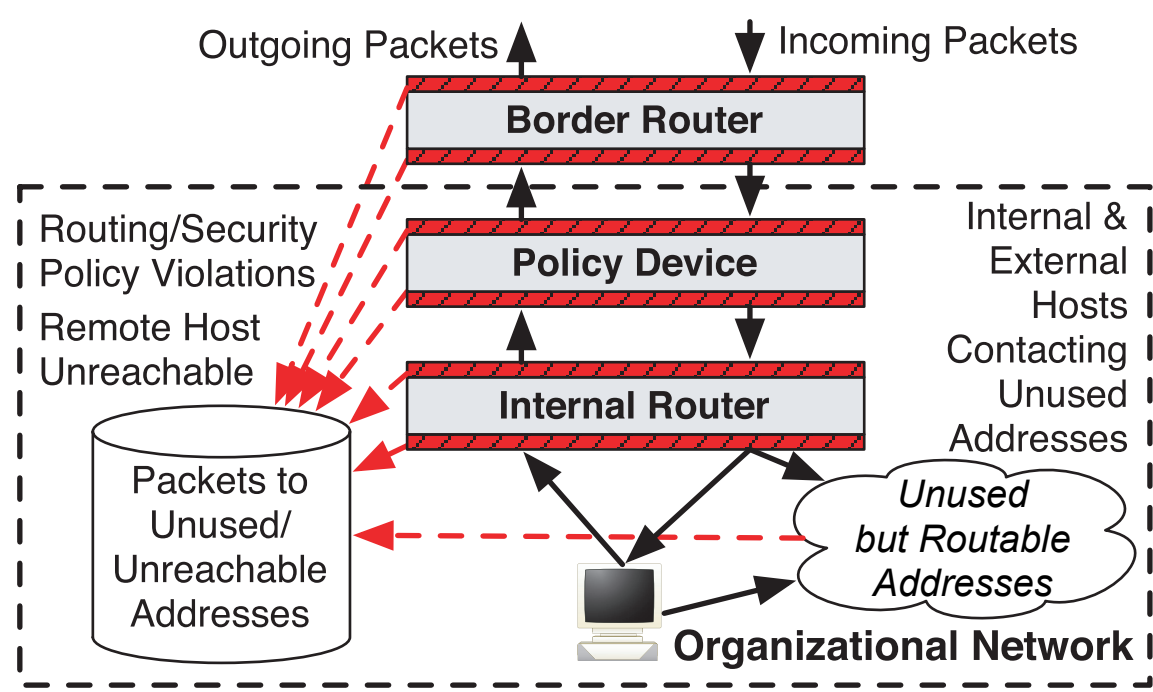 Outgoing Packets
Incoming Packets
Border Router
Routing/Security
Policy Violations
Remote Host
Unreachable
Policy Device
Internal &
External
Hosts
Contacting
Unused
Addresses
Internal Router
Packets to
Unused/
Unreachable
Addresses
Unused
but Routable
Addresses
Organizational Network